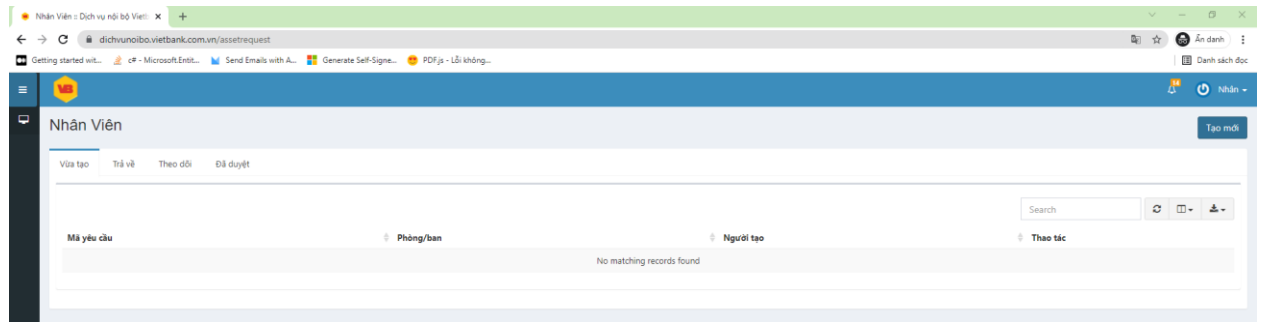 Nhân Viên :: Dịch vụ nội bộ Viet
dichvunoibo.vietbank.com.vn/assetrequest
Ẩn danh
Getting started wit...
c# - Microsoft.Entit...
Send Emails with A...
Generate Self-Signe...
PDF.js - Lỗi không...
Danh sách đọc
VB
14
Nhân
Nhân Viên
Tạo mới
Vừa tạo
Trả về
Theo dõi
Đã duyệt
Search
Mã yêu cầu
Phòng/ban
Người tạo
Thao tác
No matching records found